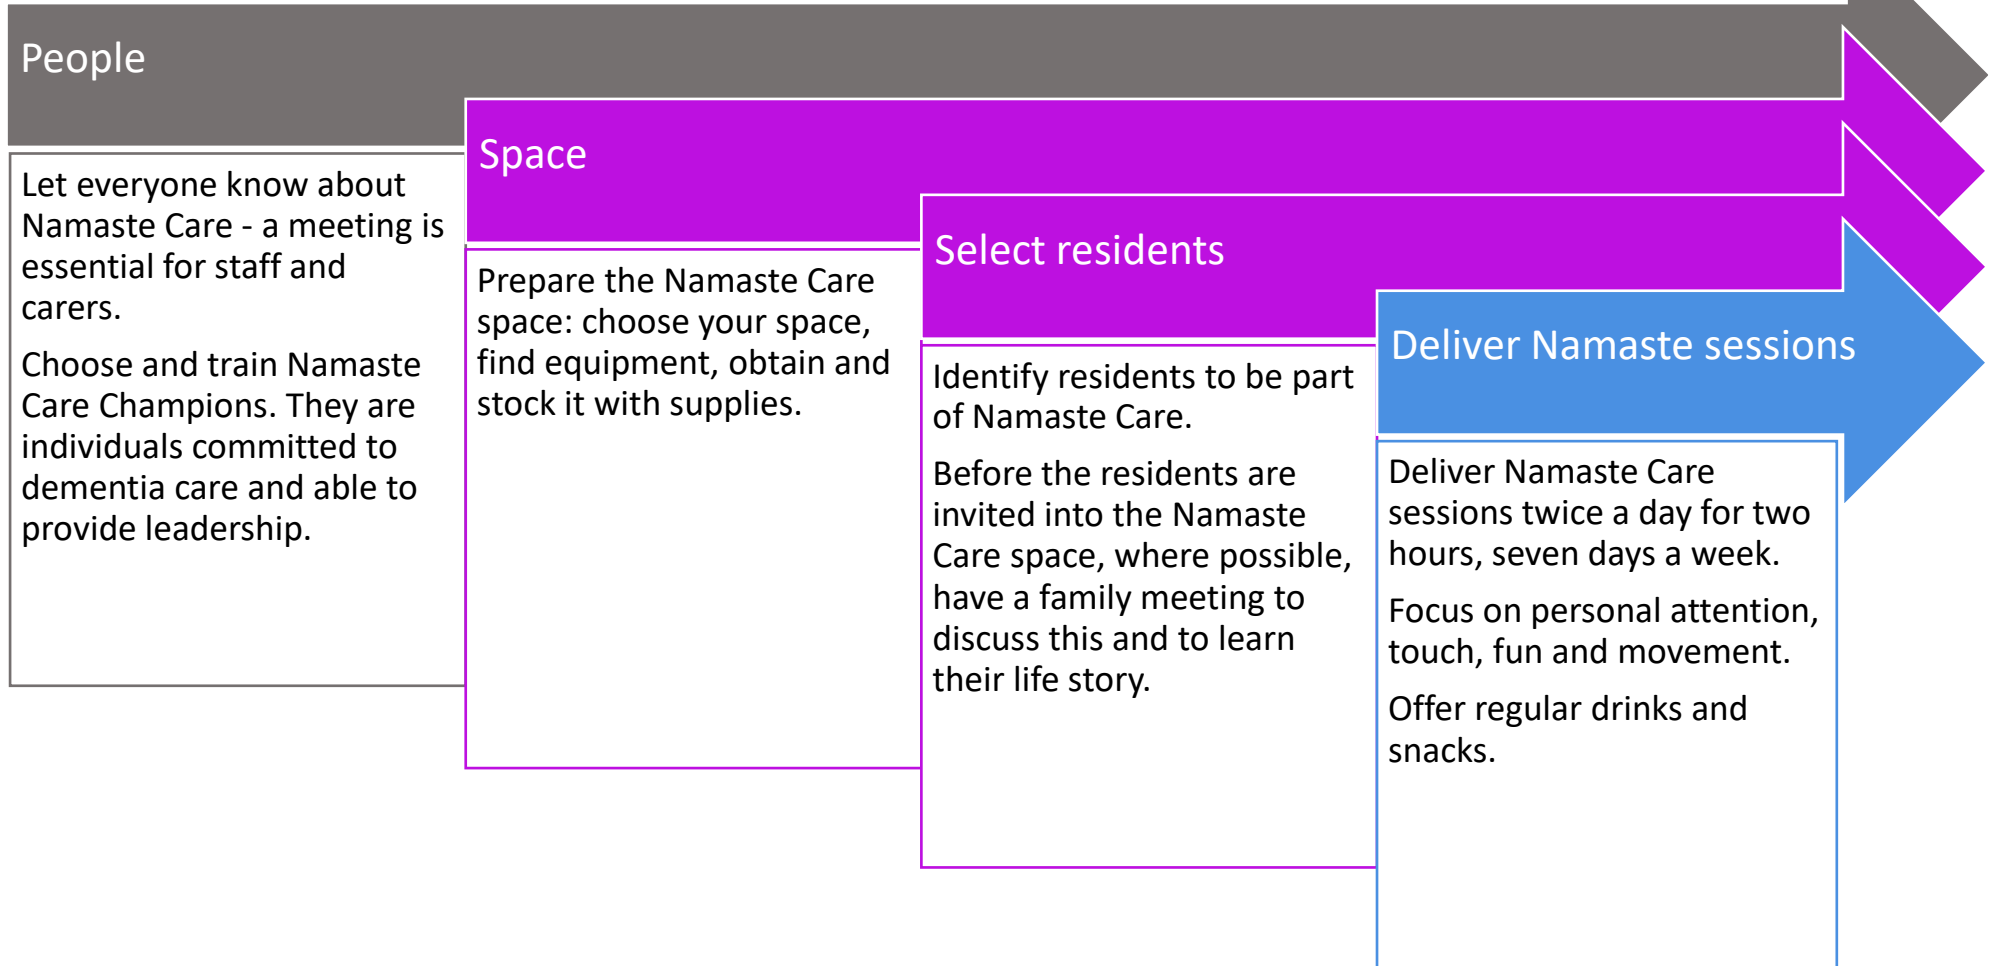 People
Let everyone know about
Namaste Care - a meeting is
essential for staff and
carers.
Choose and train Namaste
Care Champions. They are
individuals committed to
dementia care and able to
provide leadership.
Space
Prepare the Namaste Care
space: choose your space,
find equipment, obtain and
stock it with supplies.
Select residents
Identify residents to be part
of Namaste Care.
Before the residents are
invited into the Namaste
Care space, where possible,
have a family meeting to
discuss this and to learn
their life story.
Deliver Namaste sessions
Deliver Namaste Care
sessions twice a day for two
hours, seven days a week.
Focus on personal attention,
touch, fun and movement.
Offer regular drinks and
snacks.